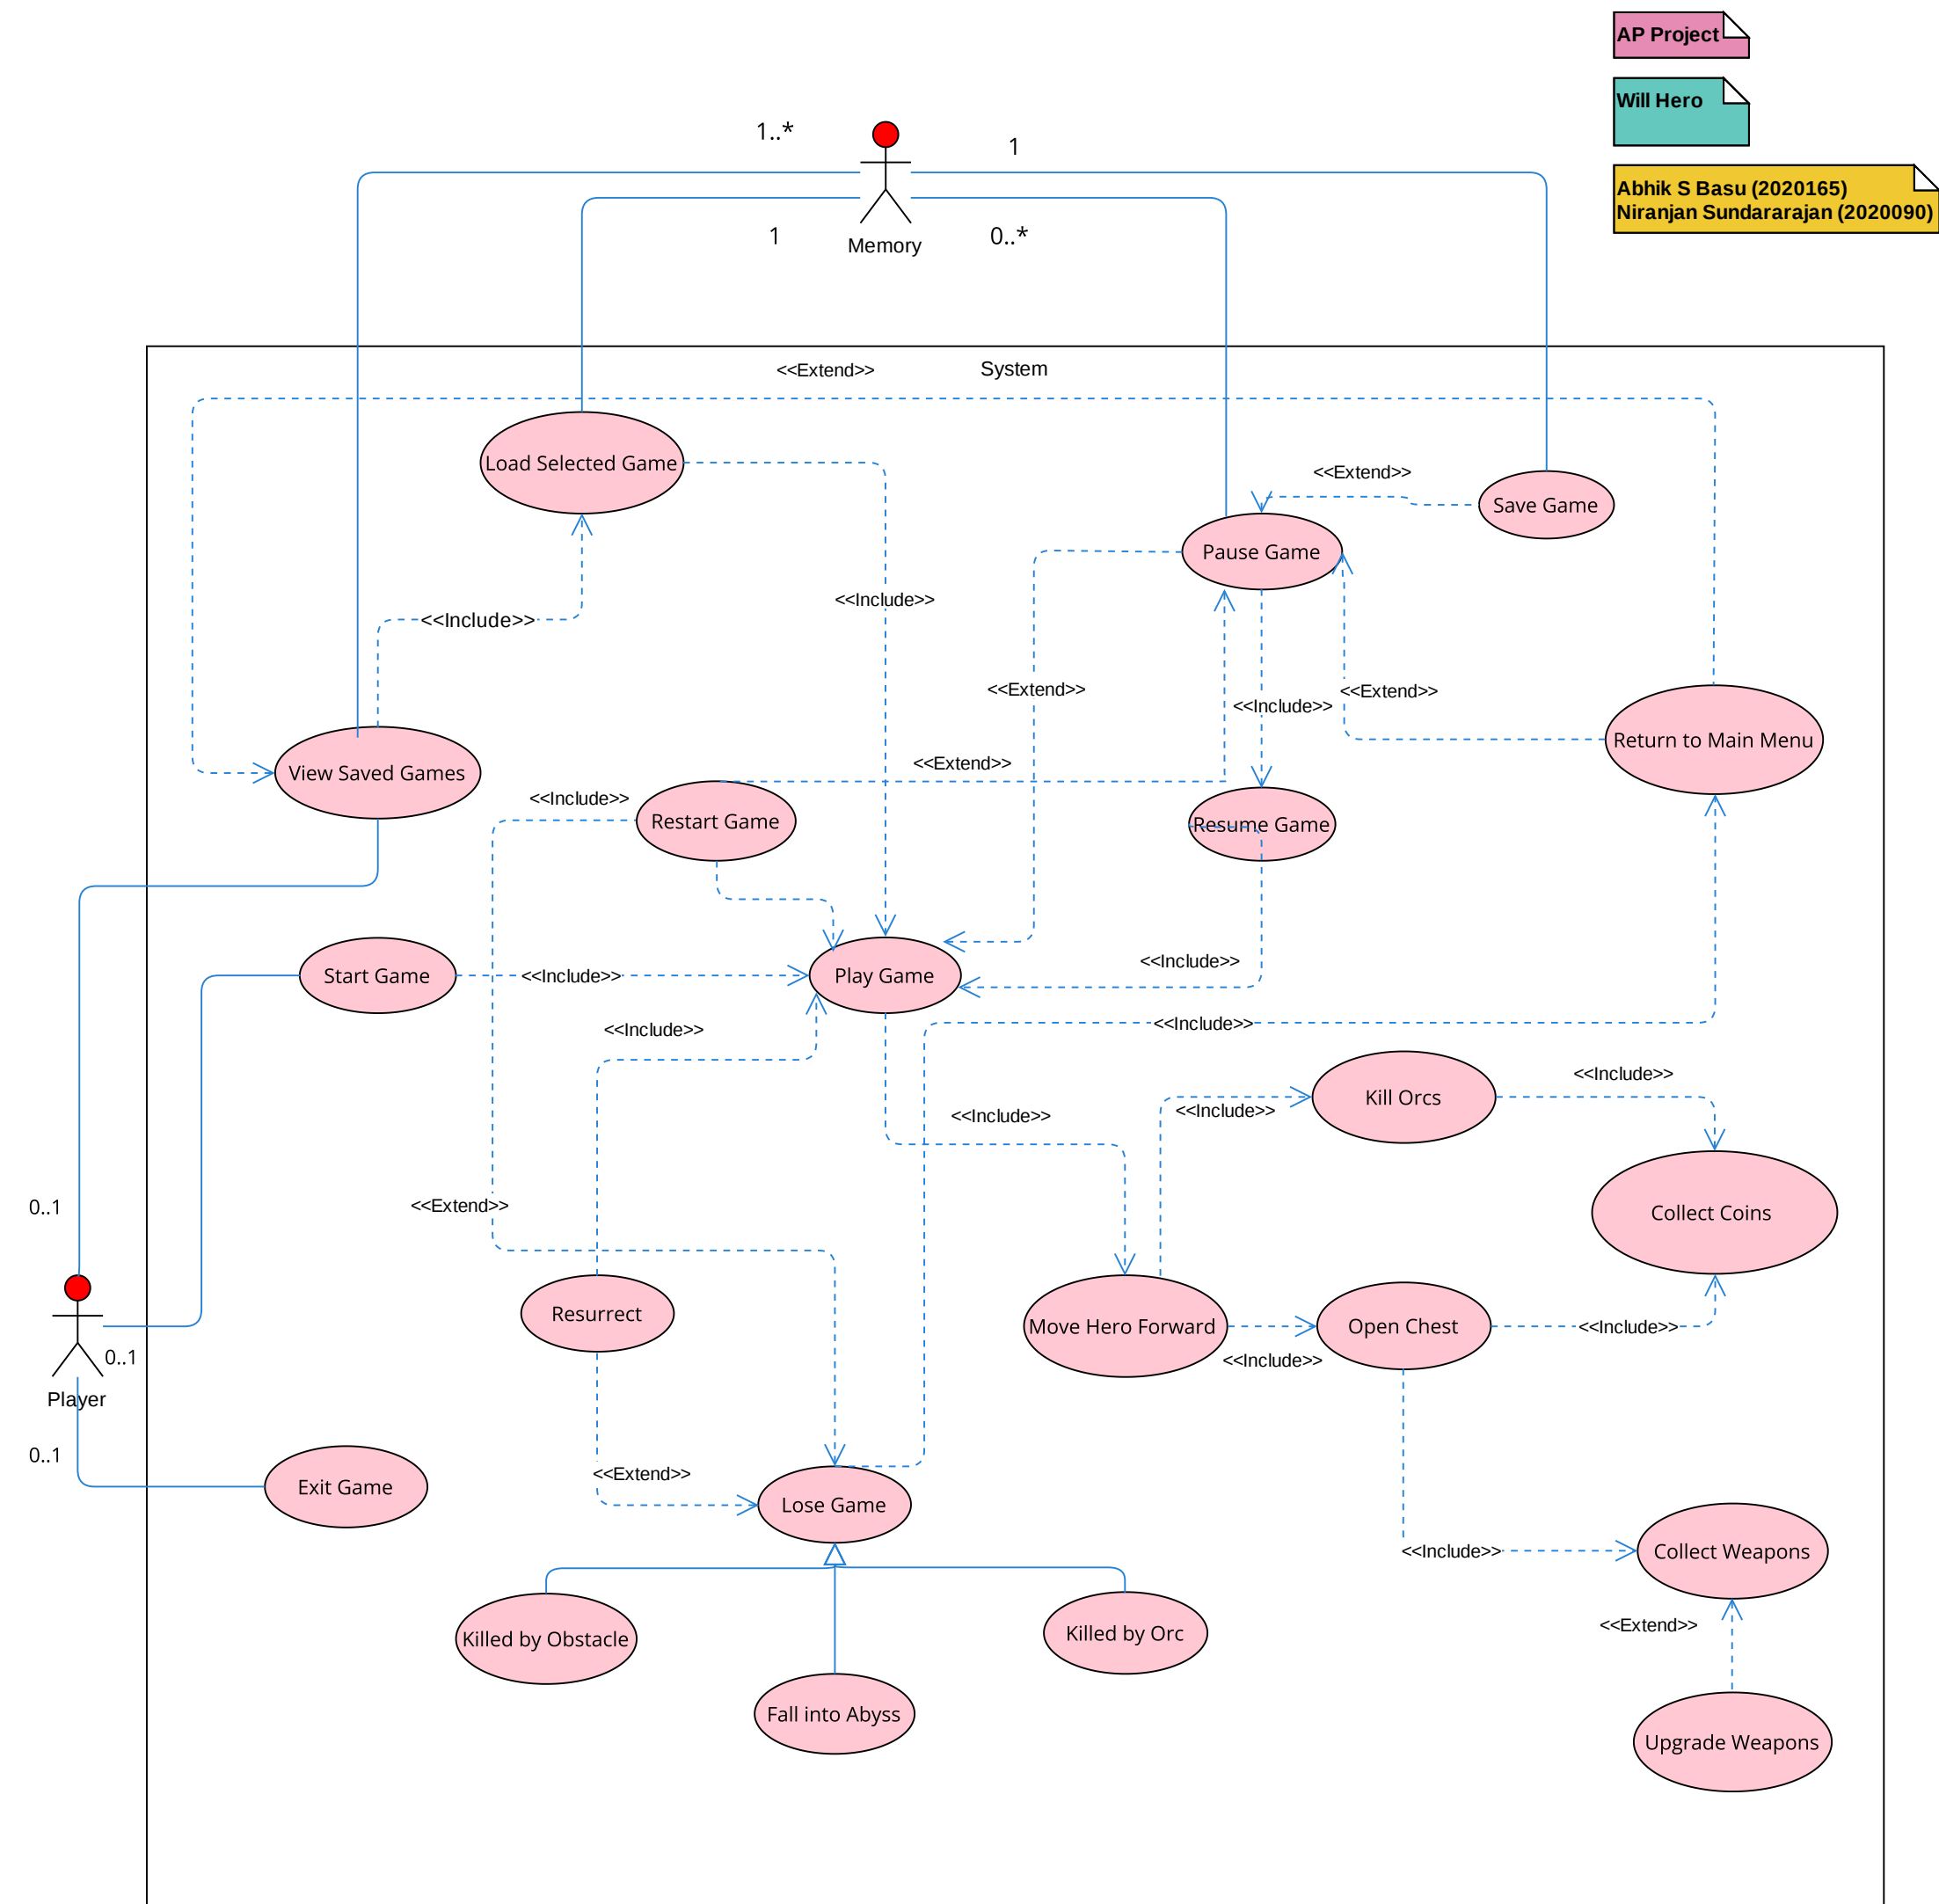 AP Project
Will Hero
Abhik S Basu (2020165)
Niranjan Sundararajan (2020090)
1..*
1
1
0..*
Memory
System
<<Extend>>
Load Selected Game
<<Extend>>
Save Game
Pause Game
<<Include>>
<<Include>>
<<Extend>>
<<Extend>>
<<Include>>
Return to Main Menu
View Saved Games
<<Extend>>
<<Include>>
Restart Game
Resume Game
<<Include>>
Start Game
<<Include>>
Play Game
<<Include>>
<<Include>>
<<Include>>
<<Include>>
<<Include>>
Kill Orcs
<<Extend>>
0..1
Collect Coins
Resurrect
Move Hero Forward
Open Chest
<<Include>>
0..1
<<Include>>
Player
0..1
Exit Game
<<Extend>>
Lose Game
<<Include>>
Collect Weapons
Killed by Obstacle
Killed by Orc
<<Extend>>
Fall into Abyss
Upgrade Weapons